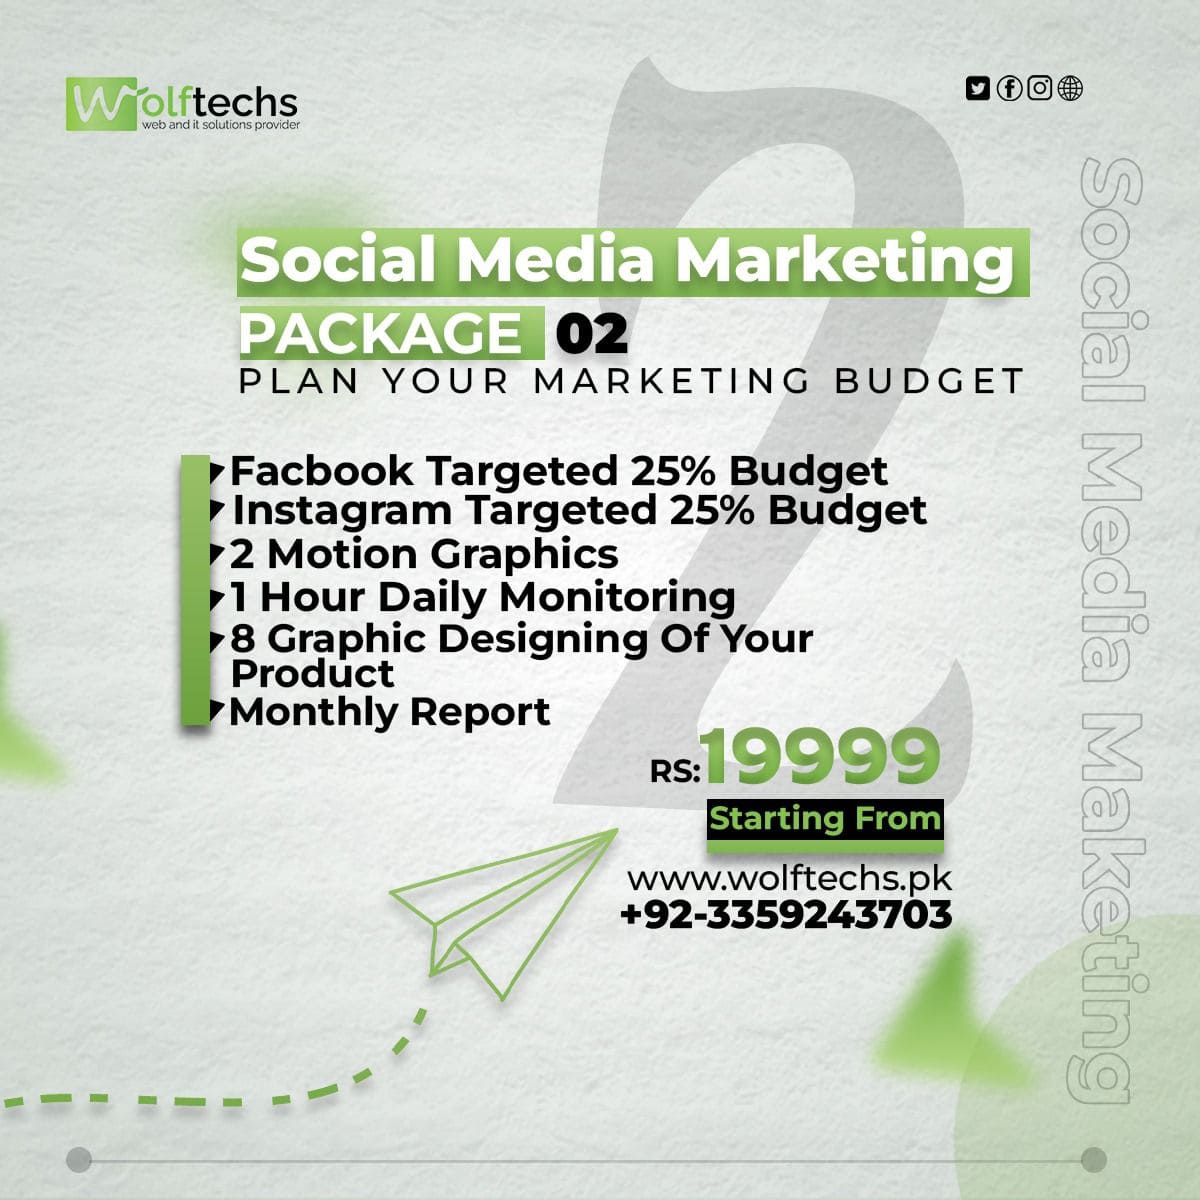 Wolftechs
web and it solutions provider
2
Social Media Marketing
PACKAGE 02
PLAN YOUR MARKETING BUDGET
Facbook Targeted 25% Budget
Instagram Targeted 25% Budget
2 Motion Graphics
1 Hour Daily Monitoring
8 Graphic Designing Of Your
Product
Monthly Report
RS:19999
Starting From
www.wolftechs.pk
+92-3359243703
Social Media Maketing